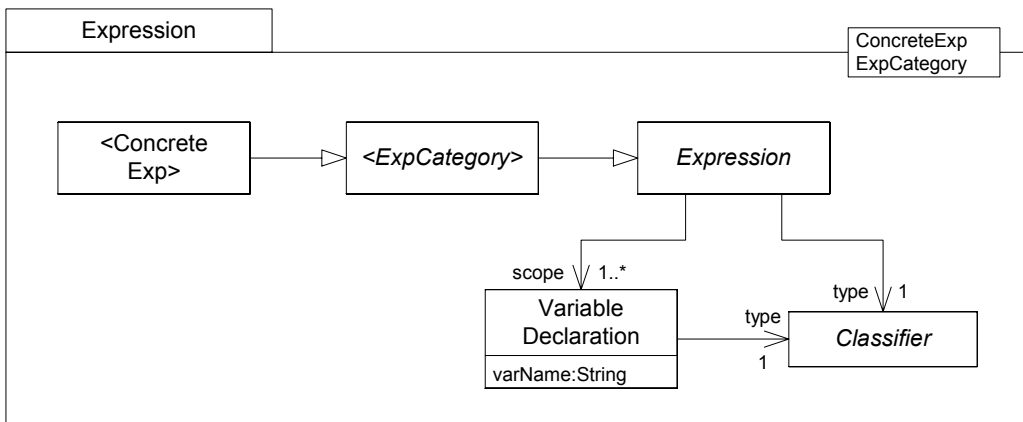 Expression
ConcreteExp
ExpCategory
<Concrete
Exp>
<ExpCategory>
Expression
scope
1..*
type
1
Variable
Declaration
varName:String
type
1
Classifier